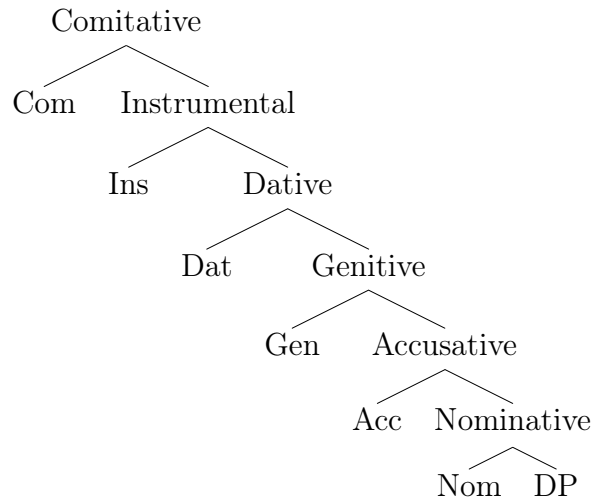 Comitative
Com Instrumental
Ins Dative
Dat Genitive
Gen Accusative
Acc Nominative
Nom DP